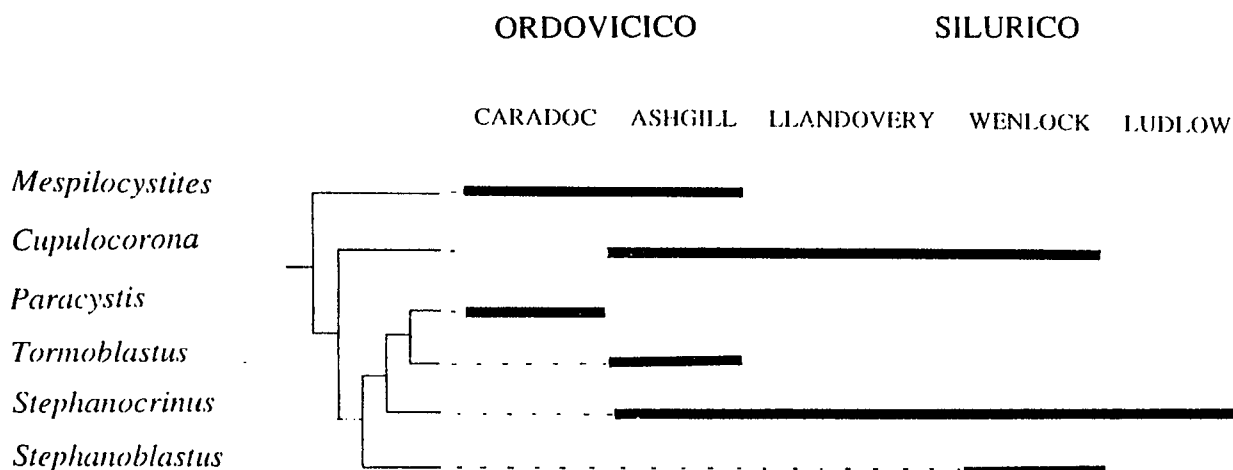 ORDOVICICO SILURICO
CARADOC ASHGILL LLANDOVERY WENLOCK LUDLOW
Mespilocystites
Cupulocorona
Paracystis
Tormoblastus
Stephanocrinus
Stephanoblastus